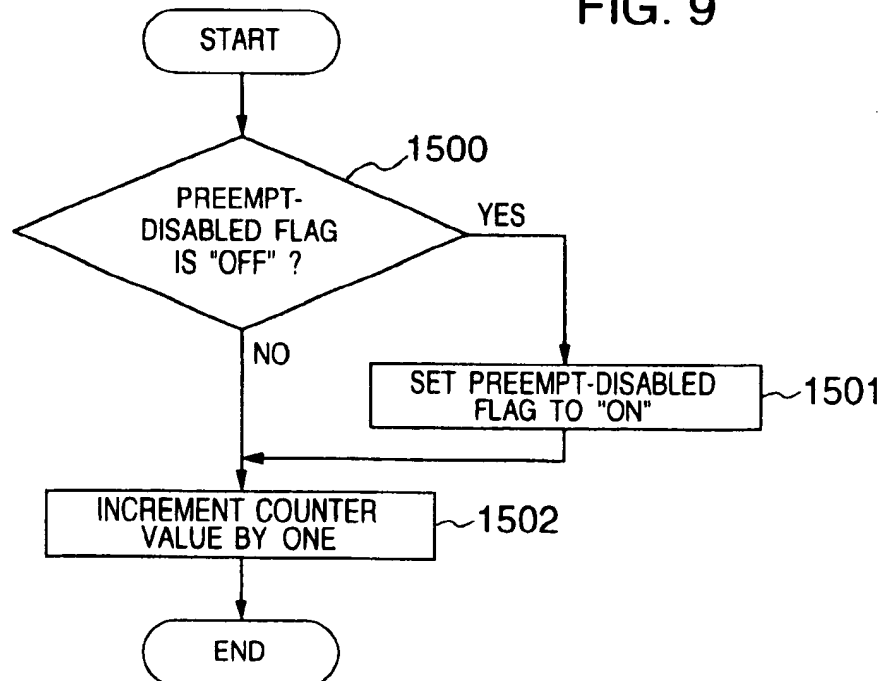 FIG. 9
START
1500
PREEMPT-
DISABLED FLAG
IS "OFF" ?
YES
NO
SET PREEMPT-DISABLED
FLAG TO "ON"
1501
INCREMENT COUNTER
VALUE BY ONE
1502
END